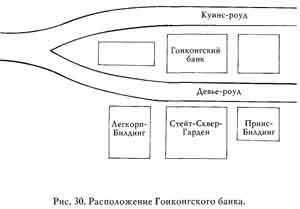 Куинс-роуд
Гонконгский
банк
Девье-роуд
Легкорп-
Билдинг
Стейт-Сквер-
Гарден
Принс-
Билдинг
Рис. 30. Расположение Гонконгского банка.